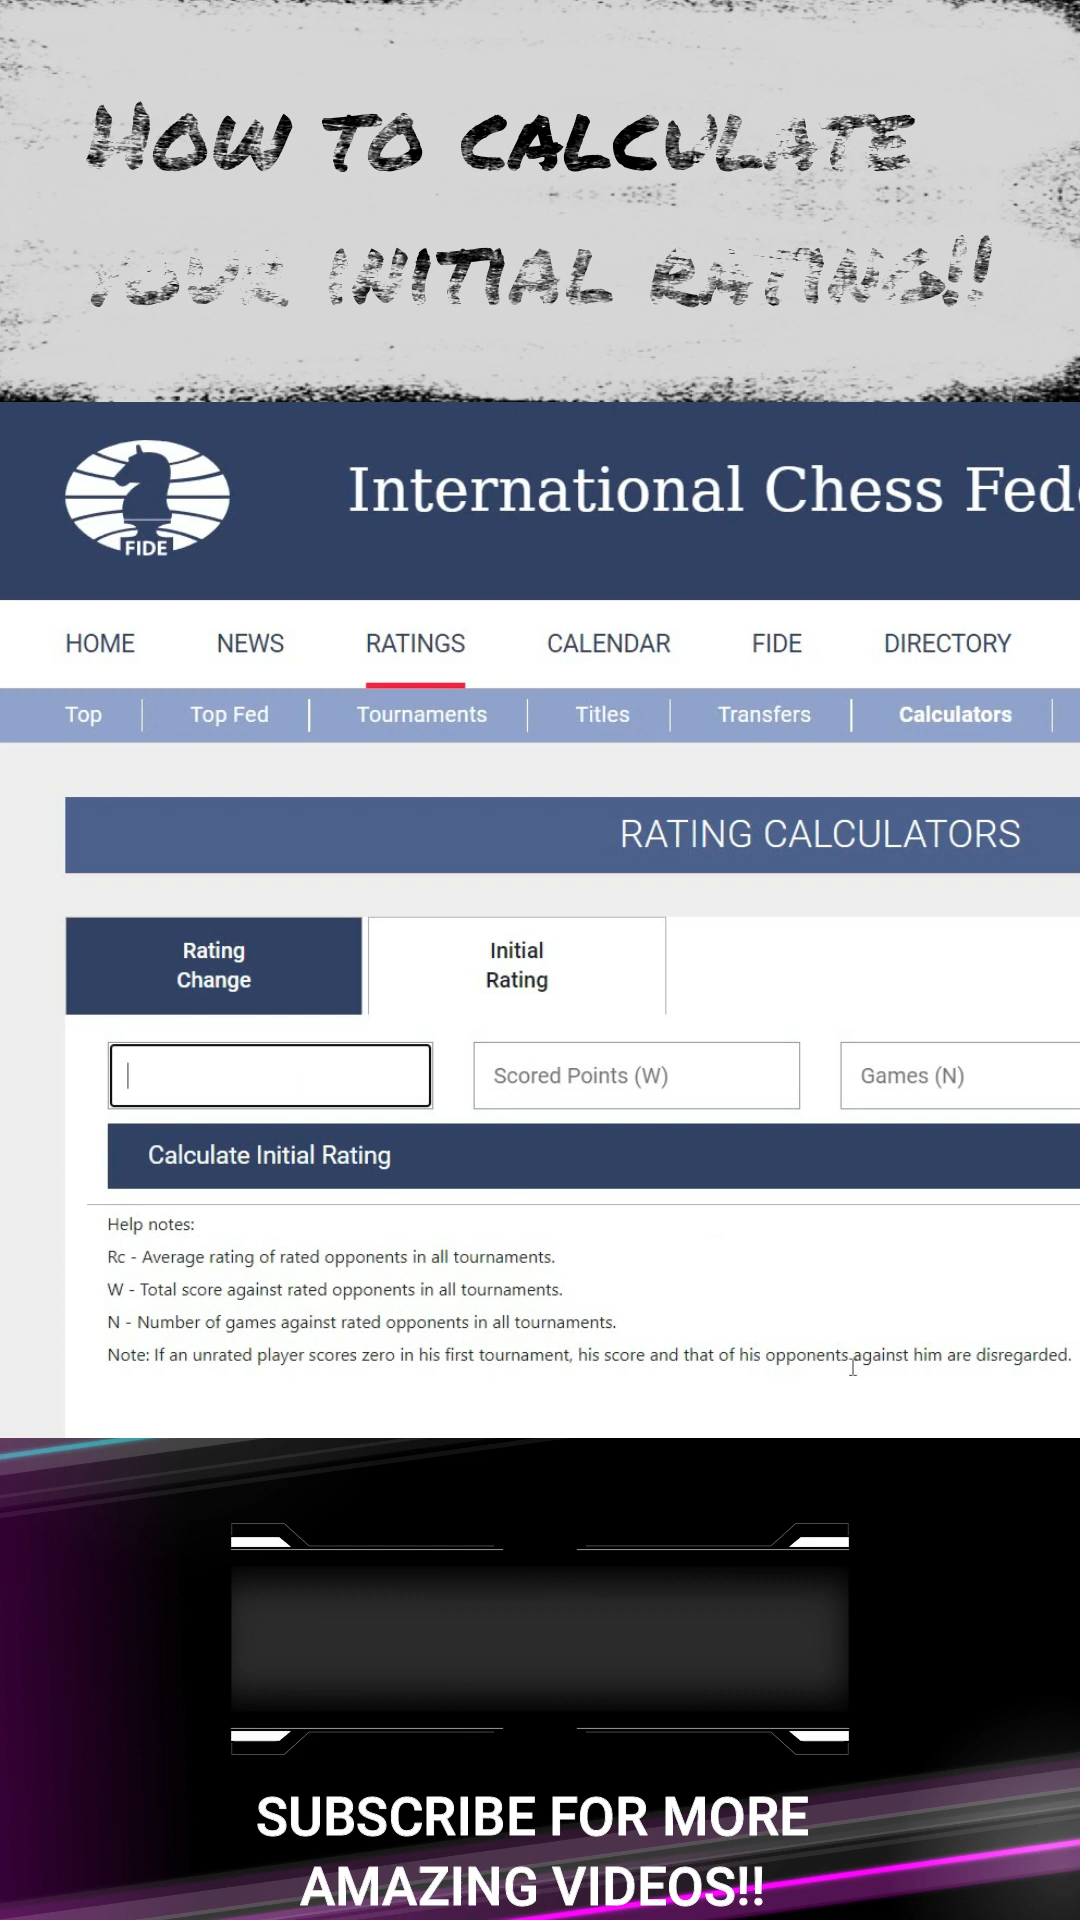 HOW TO CALCULATE
YOUR INITIAL RATING!!
FIDE
International Chess Fed
HOME NEWS RATINGS CALENDAR FIDE DIRECTORY
Top Top Fed Tournaments Titles Transfers Calculators
RATING CALCULATORS
Rating
Change
Initial
Rating
Scored Points (W) Games (N)
Calculate Initial Rating
Help notes:
Rc - Average rating of rated opponents in all tournaments.
W - Total score against rated opponents in all tournaments.
N - Number of games against rated opponents in all tournaments.
Note: If an unrated player scores zero in his first tournament, his score and that of his opponents against him are disregarded.
SUBSCRIBE FOR MORE
AMAZING VIDEOS!!